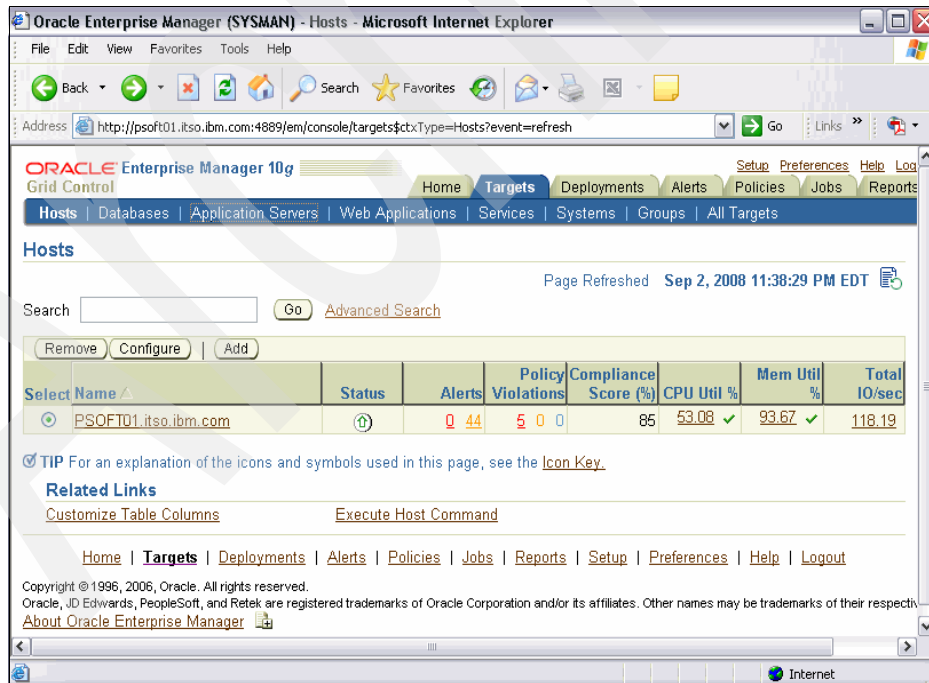 Oracle Enterprise Manager (SYSMAN) - Hosts - Microsoft Internet Explorer
File Edit View Favorites Tools Help
Back Search Favorites
Address http://psoft01.itso.ibm.com:4889/em/console/targets$ctxType=Hosts?event=refresh Go Links »
Setup Preferences Help Log
ORACLE Enterprise Manager 10g
Grid Control
Home Targets Deployments Alerts Policies Jobs Reports
Hosts | Databases | Application Servers | Web Applications | Services | Systems | Groups | All Targets
Hosts
Page Refreshed Sep 2, 2008 11:38:29 PM EDT
Search Go Advanced Search
Remove Configure | Add
Select Name Status Alerts Policy Violations Compliance Score (%) CPU Util % Mem Util % Total IO/sec
PSOFT01.itso.ibm.com 0 44 5 0 0 85 53.08 93.67 118.19
TIP For an explanation of the icons and symbols used in this page, see the Icon Key.
Related Links
Customize Table Columns Execute Host Command
Home | Targets | Deployments | Alerts | Policies | Jobs | Reports | Setup | Preferences | Help | Logout
Copyright © 1996, 2006, Oracle. All rights reserved.
Oracle, JD Edwards, PeopleSoft, and Retek are registered trademarks of Oracle Corporation and/or its affiliates. Other names may be trademarks of their respectiv
About Oracle Enterprise Manager
Internet